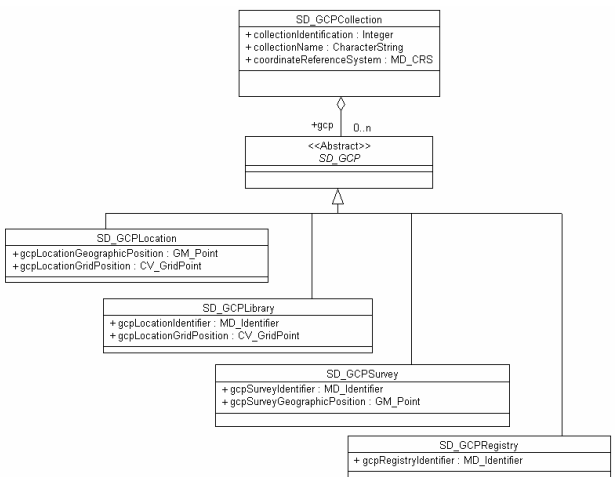 SD_GCPCollection
+ collectionIdentification : Integer
+ collectionName : CharacterString
+ coordinateReferenceSystem : MD_CRS
+gcp
0..n
<<Abstract>>
SD_GCP
SD_GCPLocation
+ gcpLocationGeographicPosition : GM_Point
+ gcpLocationGridPosition : CV_GridPoint
SD_GCPLibrary
+ gcpLocationIdentifier : MD_Identifier
+ gcpLocationGridPosition : CV_GridPoint
SD_GCPSurvey
+ gcpSurveyIdentifier : MD_Identifier
+ gcpSurveyGeographicPosition : GM_Point
SD_GCPRegistry
+ gcpRegistryIdentifier : MD_Identifier